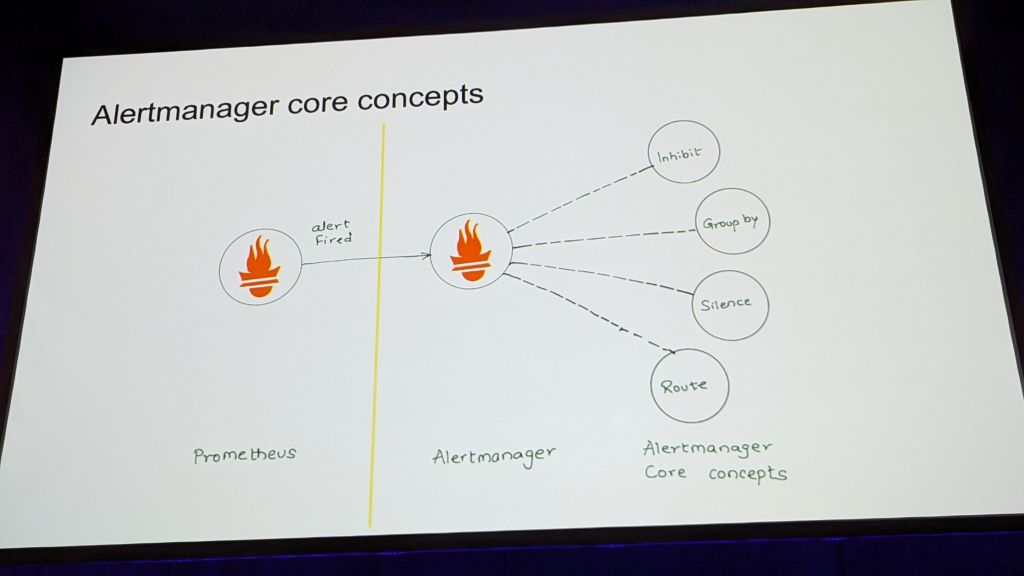 Alertmanager core concepts
alert
Fired
Inhibit
Group by
Silence
Route
Prometheus
Alertmanager
Alertmanager
Core concepts